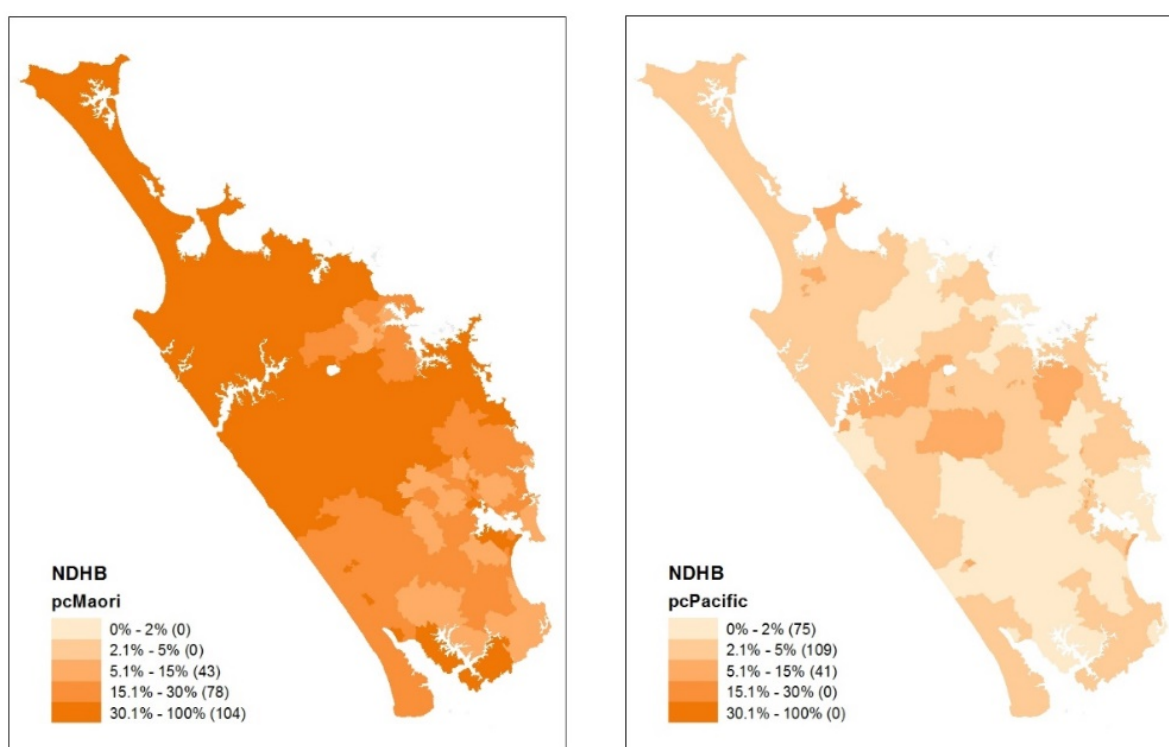 NDHB
pcMaori
0% - 2% (0)
2.1% - 5% (0)
5.1% - 15% (43)
15.1% - 30% (78)
30.1% - 100% (104)
NDHB
pcPacific
0% - 2% (75)
2.1% - 5% (109)
5.1% - 15% (41)
15.1% - 30% (0)
30.1% - 100% (0)